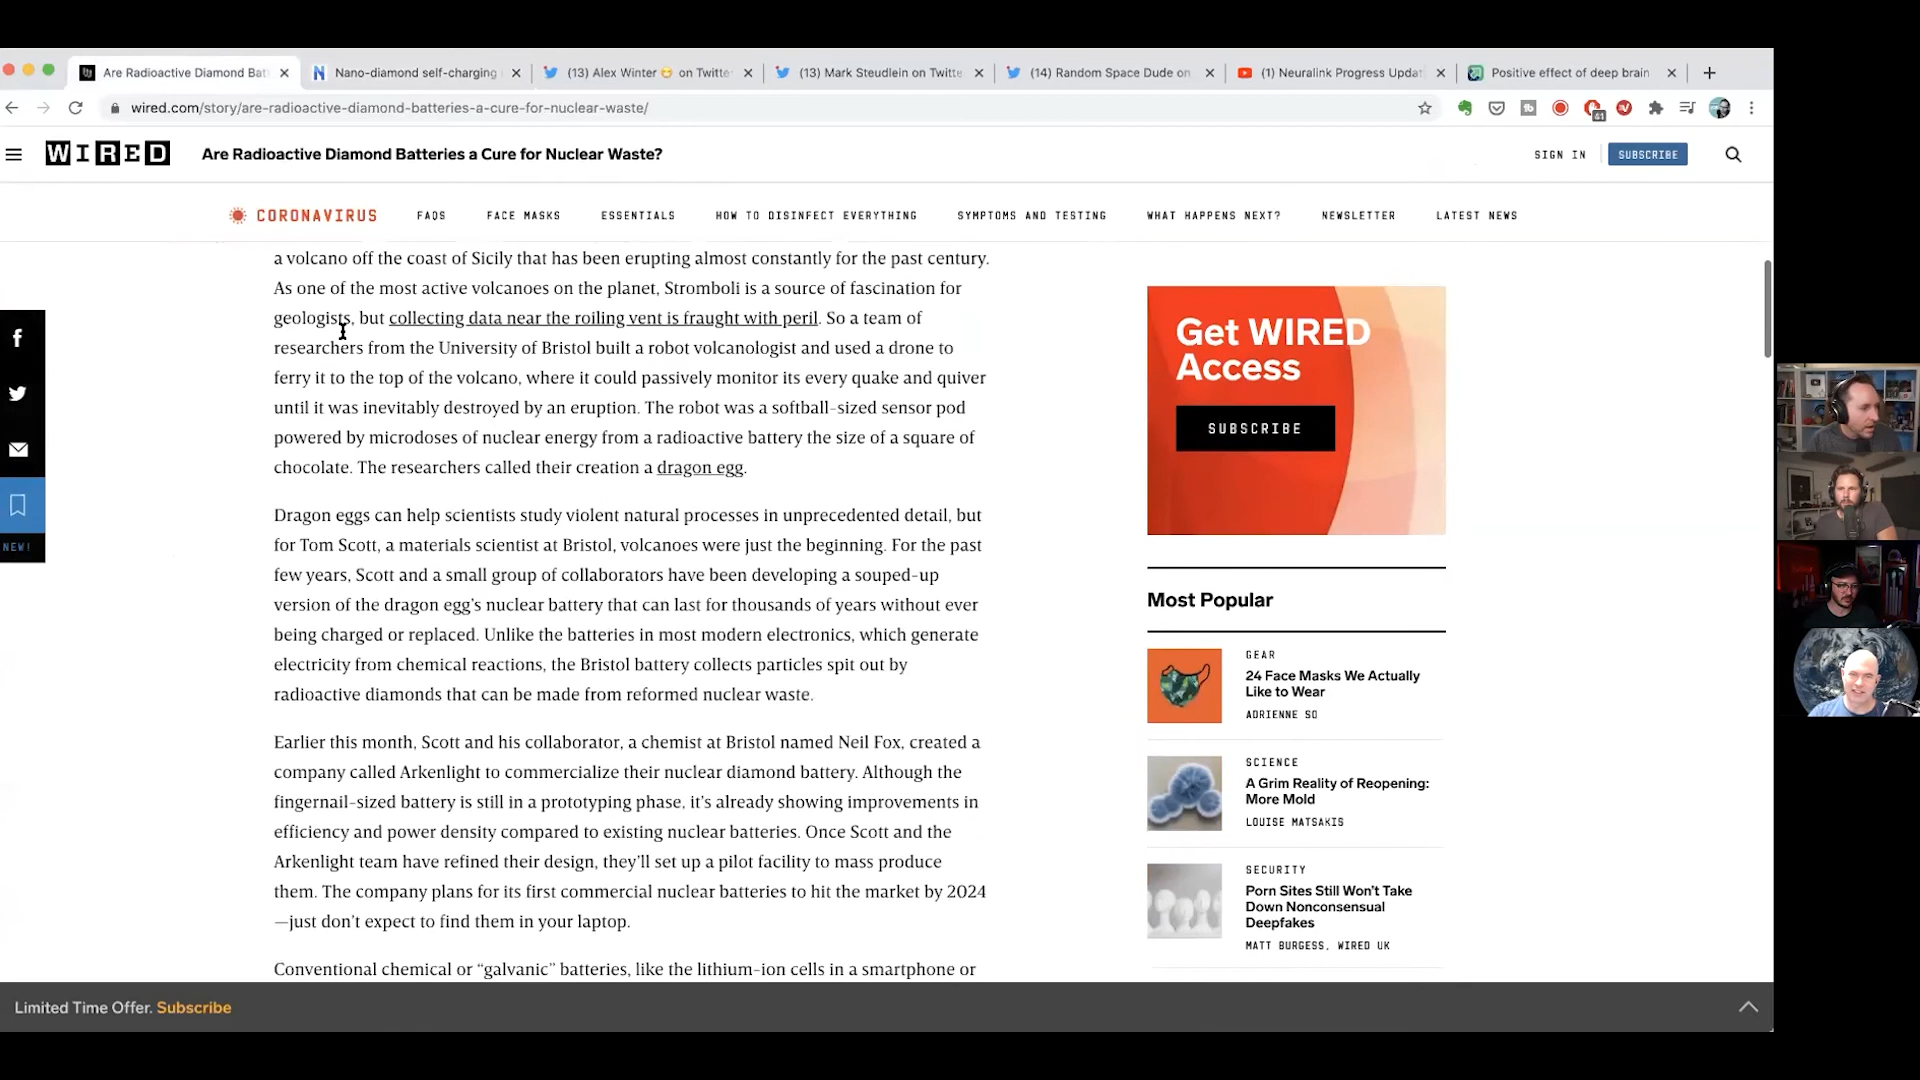 Are Radioactive Diamond Bat
Nano-diamond self-charging
(13) Alex Winter 😁 on Twitte
(13) Mark Steudlein on Twitte
(14) Random Space Dude on
(1) Neuralink Progress Updat
Positive effect of deep brain
wired.com/story/are-radioactive-diamond-batteries-a-cure-for-nuclear-waste/
61
WIRED
Are Radioactive Diamond Batteries a Cure for Nuclear Waste?
SIGN IN
SUBSCRIBE
CORONAVIRUS
FAQS
FACE MASKS
ESSENTIALS
HOW TO DISINFECT EVERYTHING
SYMPTOMS AND TESTING
WHAT HAPPENS NEXT?
NEWSLETTER
LATEST NEWS
a volcano off the coast of Sicily that has been erupting almost constantly for the past century.
As one of the most active volcanoes on the planet, Stromboli is a source of fascination for
geologists, but collecting data near the roiling vent is fraught with peril. So a team of
researchers from the University of Bristol built a robot volcanologist and used a drone to
ferry it to the top of the volcano, where it could passively monitor its every quake and quiver
until it was inevitably destroyed by an eruption. The robot was a softball-sized sensor pod
powered by microdoses of nuclear energy from a radioactive battery the size of a square of
chocolate. The researchers called their creation a dragon egg.
Dragon eggs can help scientists study violent natural processes in unprecedented detail, but
for Tom Scott, a materials scientist at Bristol, volcanoes were just the beginning. For the past
few years, Scott and a small group of collaborators have been developing a souped-up
version of the dragon egg’s nuclear battery that can last for thousands of years without ever
being charged or replaced. Unlike the batteries in most modern electronics, which generate
electricity from chemical reactions, the Bristol battery collects particles spit out by
radioactive diamonds that can be made from reformed nuclear waste.
Earlier this month, Scott and his collaborator, a chemist at Bristol named Neil Fox, created a
company called Arkenlight to commercialize their nuclear diamond battery. Although the
fingernail-sized battery is still in a prototyping phase, it’s already showing improvements in
efficiency and power density compared to existing nuclear batteries. Once Scott and the
Arkenlight team have refined their design, they’ll set up a pilot facility to mass produce
them. The company plans for its first commercial nuclear batteries to hit the market by 2024
—just don’t expect to find them in your laptop.
Conventional chemical or “galvanic” batteries, like the lithium-ion cells in a smartphone or
NEW!
Get WIRED
Access
SUBSCRIBE
Most Popular
GEAR
24 Face Masks We Actually
Like to Wear
ADRIENNE SO
SCIENCE
A Grim Reality of Reopening:
More Mold
LOUISE MATSAKIS
SECURITY
Porn Sites Still Won’t Take
Down Nonconsensual
Deepfakes
MATT BURGESS, WIRED UK
Limited Time Offer. Subscribe